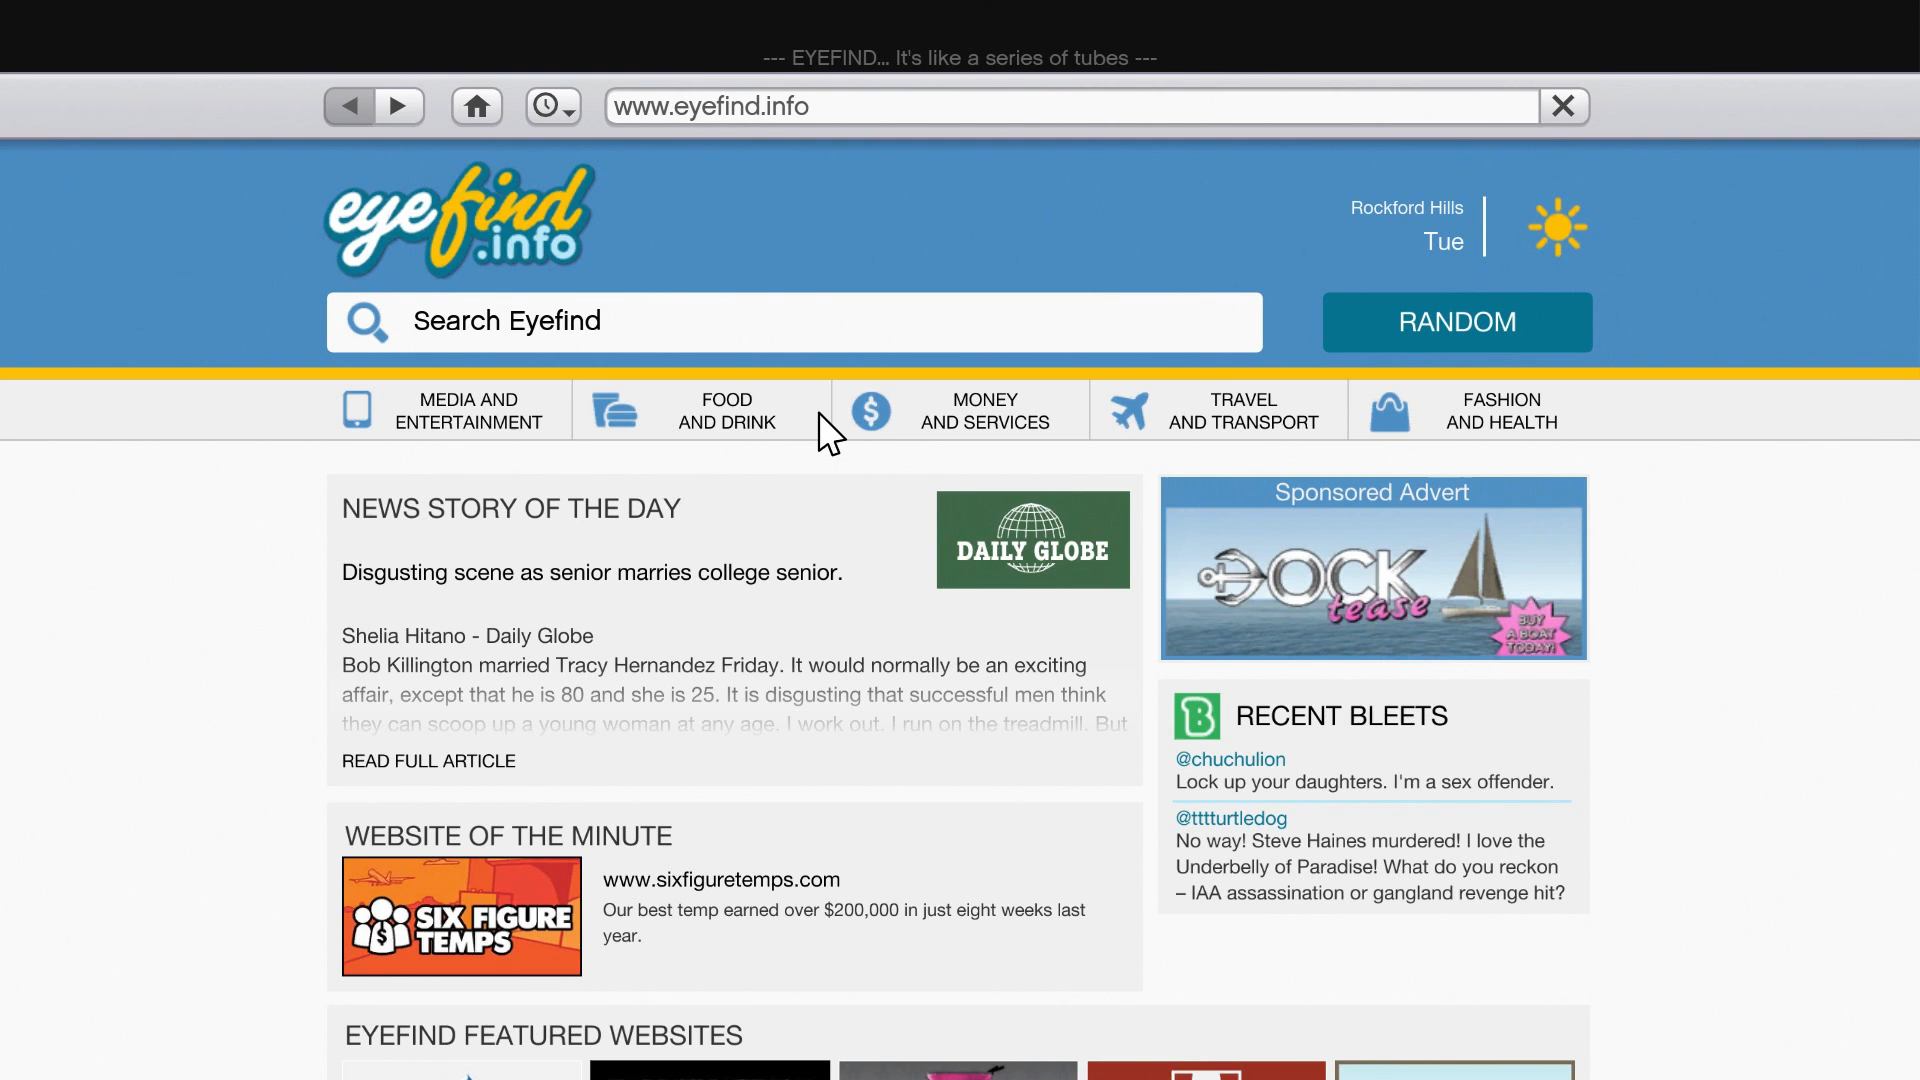 --- EYEFIND... It's like a series of tubes ---
www.eyefind.info
eyefind
.info
Rockford Hills
Tue
Search Eyefind
RANDOM
MEDIA AND
ENTERTAINMENT
FOOD
AND DRINK
MONEY
AND SERVICES
TRAVEL
AND TRANSPORT
FASHION
AND HEALTH
NEWS STORY OF THE DAY
DAILY GLOBE
Disgusting scene as senior marries college senior.
Shelia Hitano - Daily Globe
Bob Killington married Tracy Hernandez Friday. It would normally be an exciting
affair, except that he is 80 and she is 25. It is disgusting that successful men think
they can scoop up a young woman at any age. I work out. I run on the treadmill. But
READ FULL ARTICLE
Sponsored Advert
DOCK
tease
BUY
A BOAT
TODAY!
B
RECENT BLEETS
@chuchulion
Lock up your daughters. I'm a sex offender.
@tttturtledog
No way! Steve Haines murdered! I love the
Underbelly of Paradise! What do you reckon
– IAA assassination or gangland revenge hit?
WEBSITE OF THE MINUTE
SIX FIGURE
TEMPS
www.sixfiguretemps.com
Our best temp earned over $200,000 in just eight weeks last
year.
EYEFIND FEATURED WEBSITES